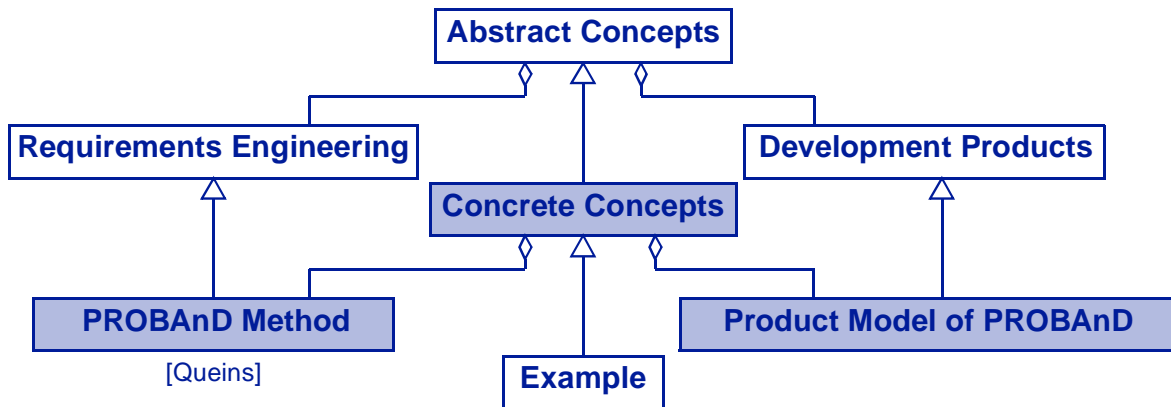 Abstract Concepts
Requirements Engineering
Development Products
Concrete Concepts
PROBAnD Method
Product Model of PROBAnD
[Queins]
Example